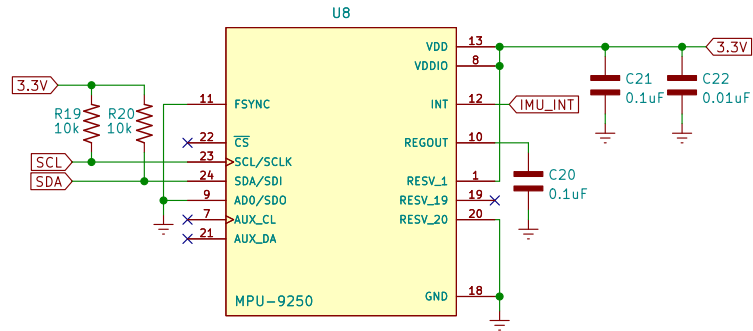 U8
3.3V
R19
10k
R20
10k
SCL
SDA
11
FSYNC
22
CS
23
SCL/SCLK
24
SDA/SDI
9
AD0/SDO
7
AUX_CL
21
AUX_DA
MPU-9250
VDD
13
VDDIO
8
INT
12
IMU_INT
REGOUT
10
RESV_1
1
RESV_19
19
RESV_20
20
GND
18
3.3V
C21
0.1uF
C22
0.01uF
C20
0.1uF